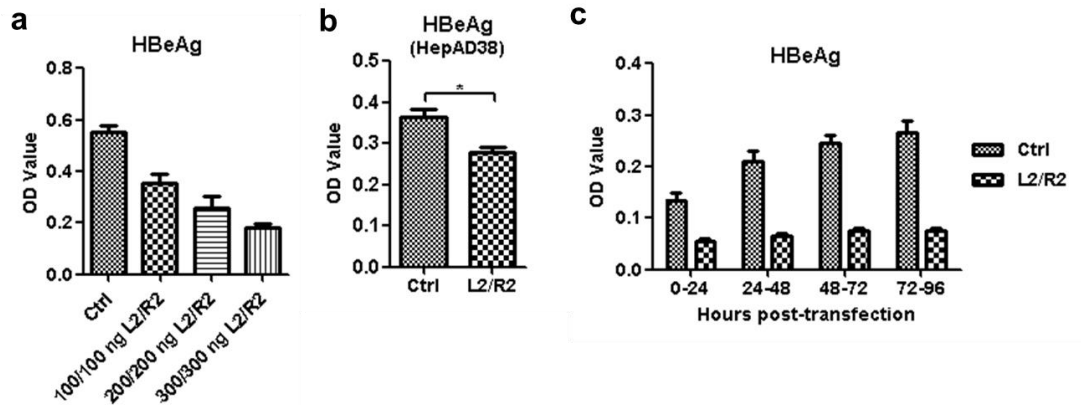 a
HBeAg
OD Value
0.8
0.6
0.4
0.2
0.0
Ctrl
100/100 ng L2/R2
200/200 ng L2/R2
300/300 ng L2/R2
b
HBeAg
(HepAD38)
OD Value
0.5
0.4
0.3
0.2
0.1
0.0
*
Ctrl L2/R2
c
HBeAg
OD Value
0.4
0.3
0.2
0.1
0.0
0-24 24-48 48-72 72-96
Hours post-transfection
Ctrl
L2/R2